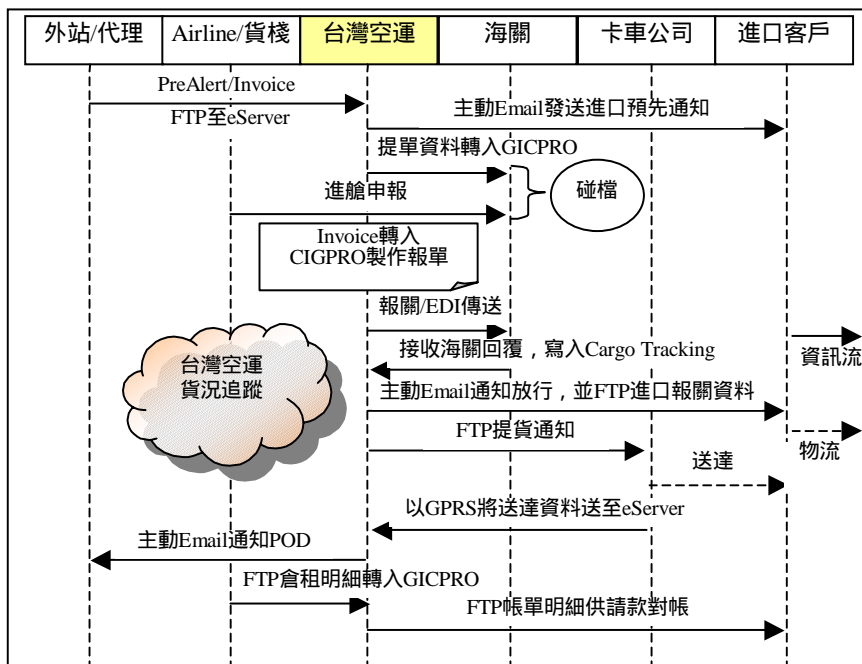 外站/代理
Airline/貨棧
台灣空運
海關
卡車公司
進口客戶
PreAlert/Invoice
FTP至eServer
主動Email發送進口預先通知
提單資料轉入GICPRO
進艙申報
碰檔
Invoice轉入
CIGPRO製作報單
報關/EDI傳送
接收海關回覆，寫入Cargo Tracking
資訊流
台灣空運
貨況追蹤
主動Email通知放行，並FTP進口報關資料
FTP提貨通知
物流
送達
以GPRS將送達資料送至eServer
主動Email通知POD
FTP倉租明細轉入GICPRO
FTP帳單明細供請款對帳